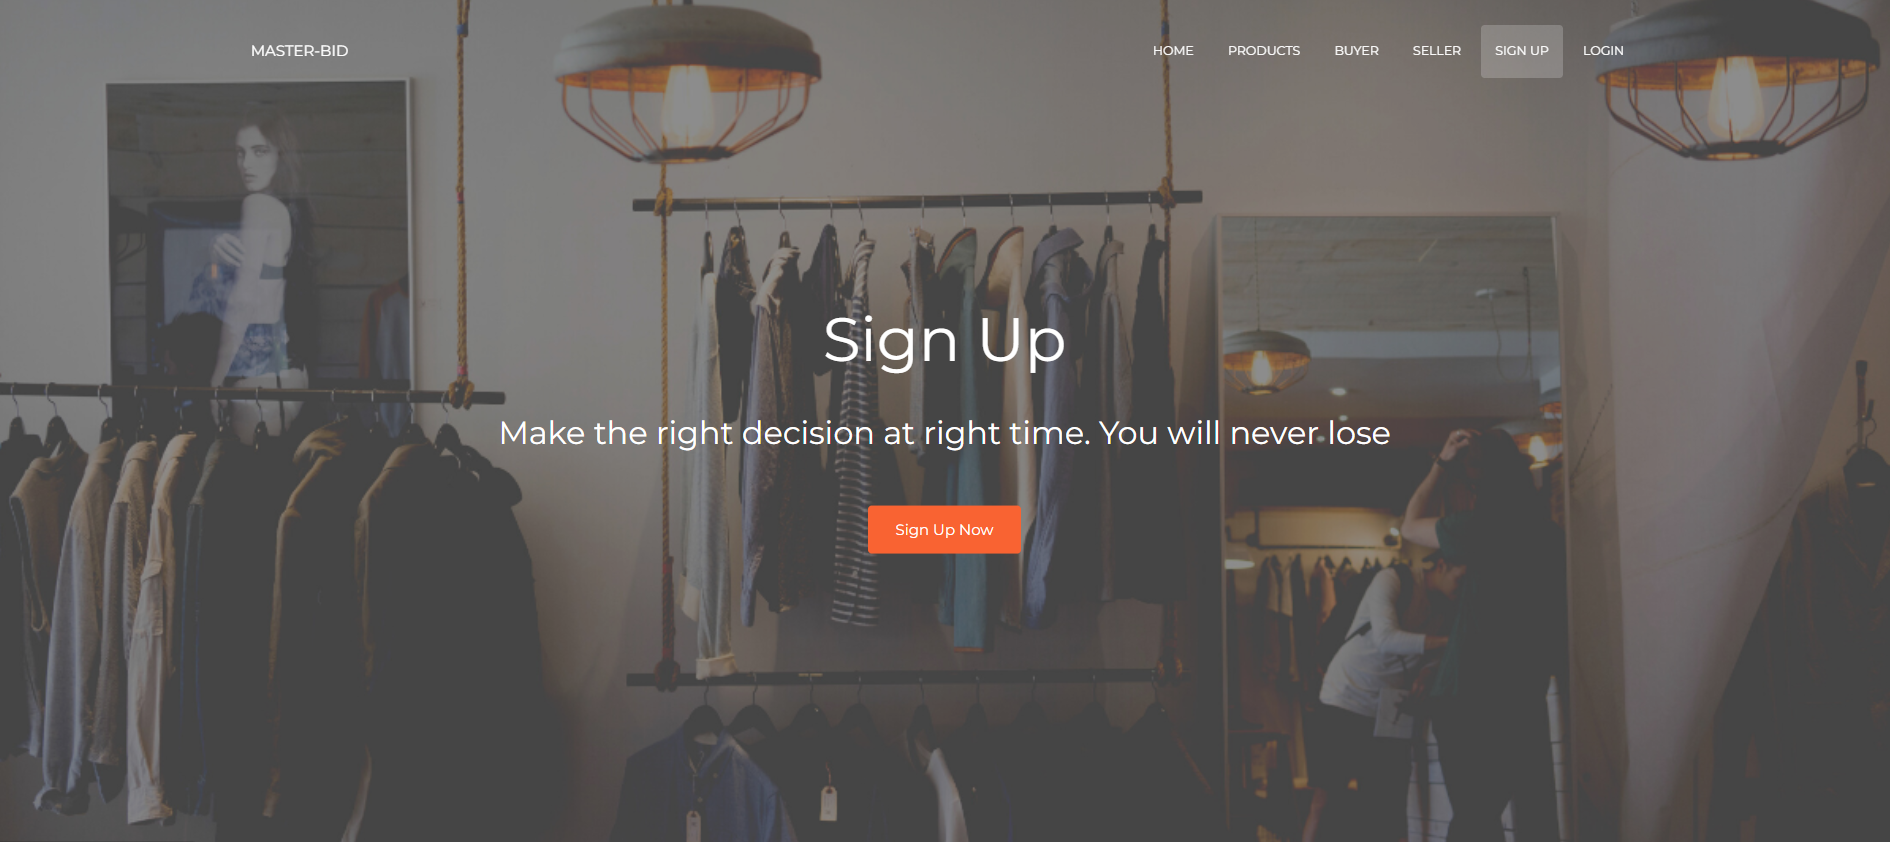 MASTER-BID
HOME PRODUCTS BUYER SELLER SIGN UP LOGIN
Sign Up
Make the right decision at right time. You will never lose
Sign Up Now